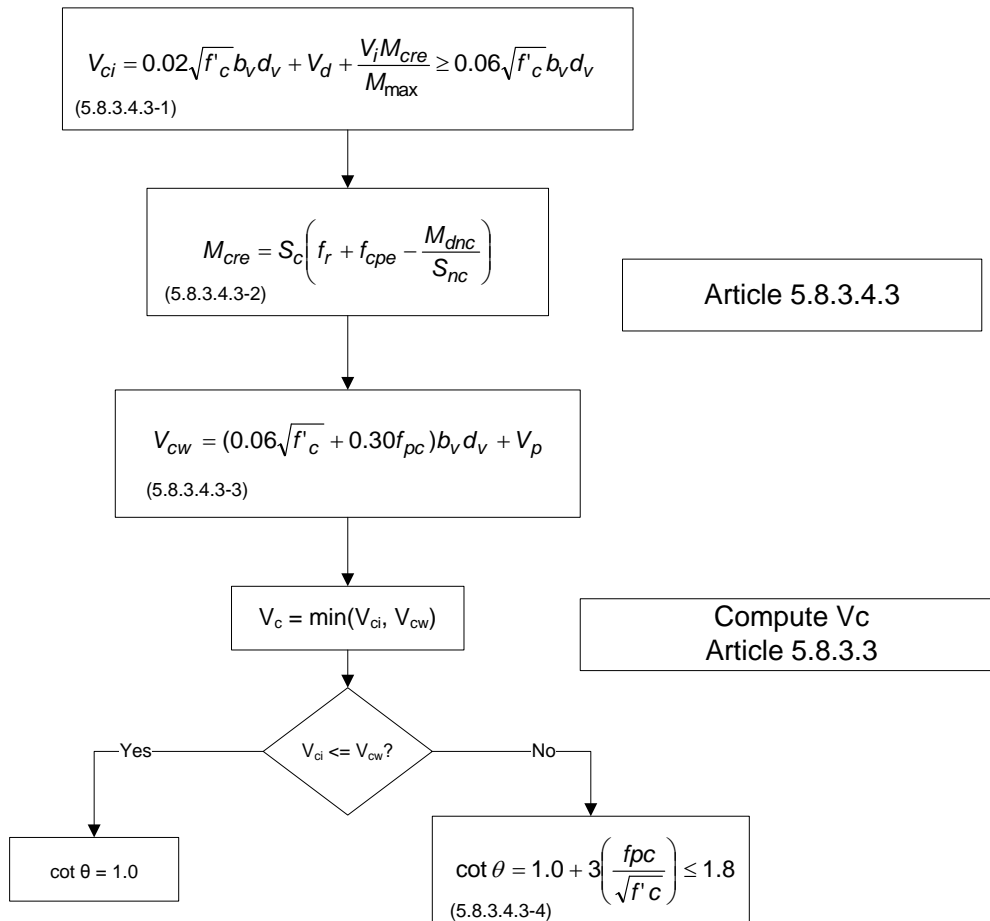 V_ci = 0.02√f'_c b_v d_v + V_d + V_i M_cre / M_max ≥ 0.06√f'_c b_v d_v
(5.8.3.4.3-1)
M_cre = S_c ( f_r + f_cpe − M_dnc / S_nc )
(5.8.3.4.3-2)
Article 5.8.3.4.3
V_cw = (0.06√f'_c + 0.30f_pc) b_v d_v + V_p
(5.8.3.4.3-3)
V_c = min(V_ci, V_cw)
Compute Vc
Article 5.8.3.3
Yes
V_ci <= V_cw?
No
cot θ = 1.0
cot θ = 1.0 + 3( fpc / √f'c ) ≤ 1.8
(5.8.3.4.3-4)